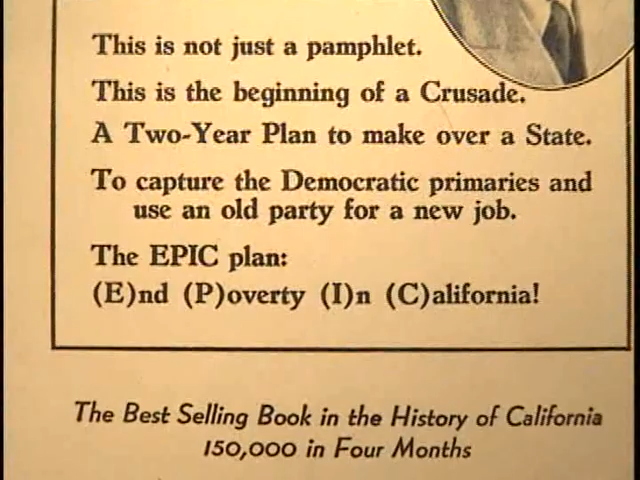 This is not just a pamphlet.
This is the beginning of a Crusade.
A Two-Year Plan to make over a State.
To capture the Democratic primaries and
use an old party for a new job.
The EPIC plan:
(E)nd (P)overty (I)n (C)alifornia!
The Best Selling Book in the History of California
150,000 in Four Months